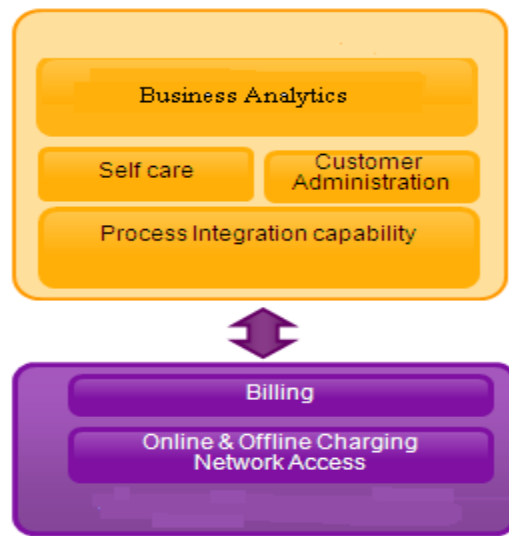 Business Analytics
Self care
Customer
Administration
Process Integration capability
Billing
Online & Offline Charging
Network Access